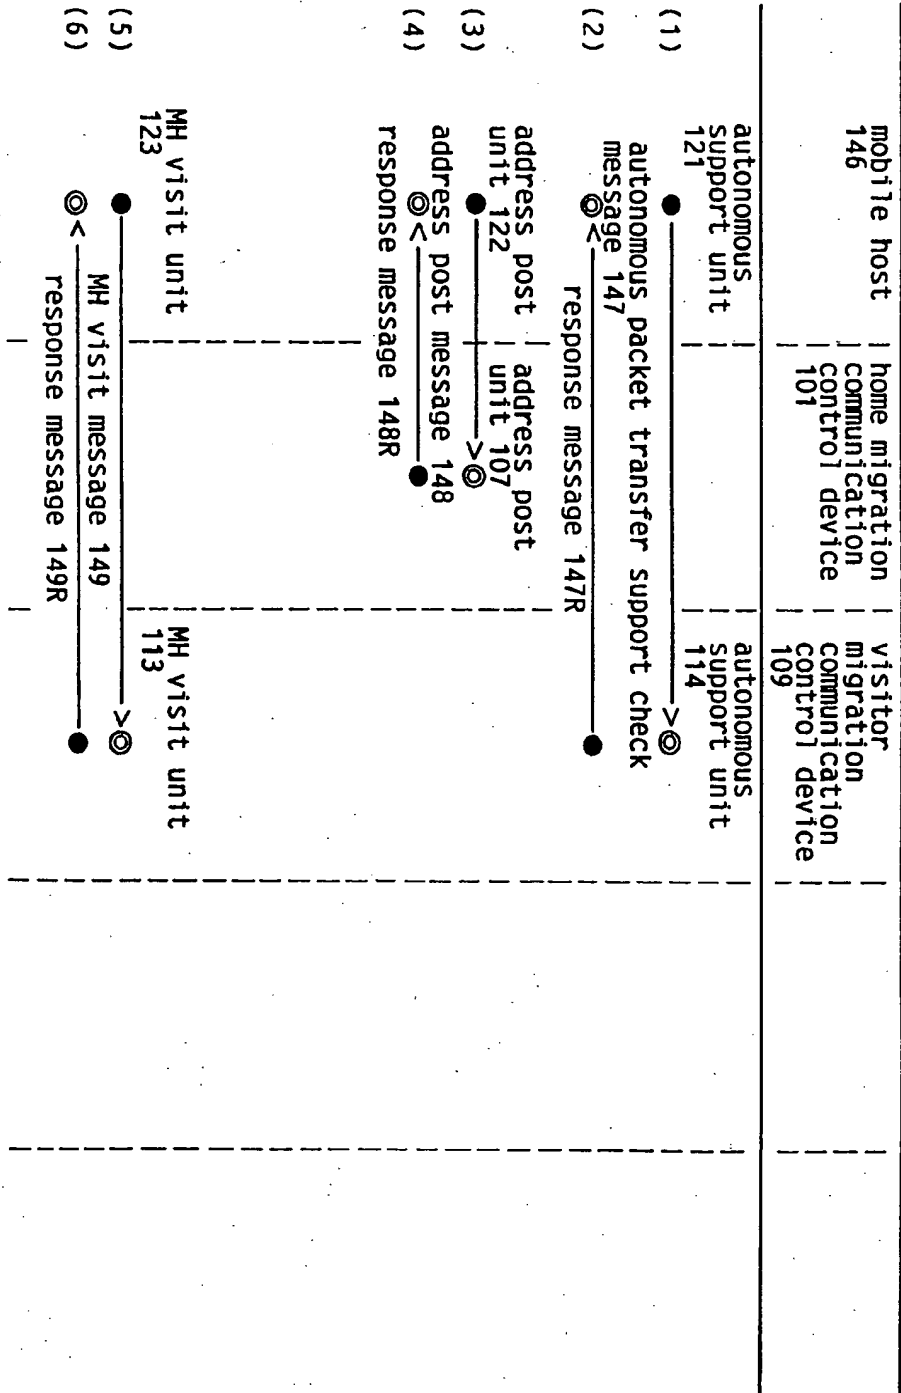 mobile host
146
home migration
communication
control device
101
visitor
migration
communication
control device
109
autonomous
support unit
121
autonomous
support unit
114
(1)
autonomous packet transfer support check
message 147
(2)
response message 147R
address post
unit 122
address post
unit 107
(3)
address post message 148
(4)
response message 148R
MH visit unit
123
MH visit unit
113
(5)
MH visit message 149
(6)
response message 149R